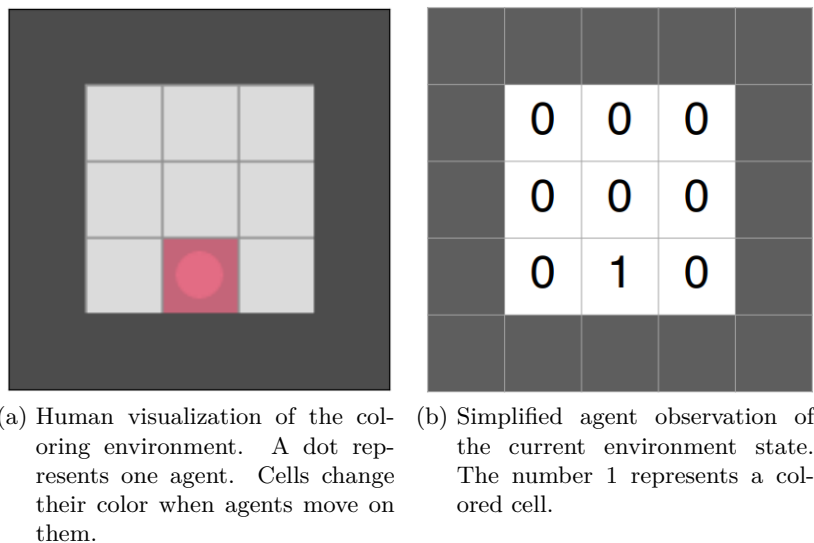 0 0 0
0 0 0
0 1 0
(a) Human visualization of the col-
oring environment. A dot rep-
resents one agent. Cells change
their color when agents move on
them.
(b) Simplified agent observation of
the current environment state.
The number 1 represents a col-
ored cell.